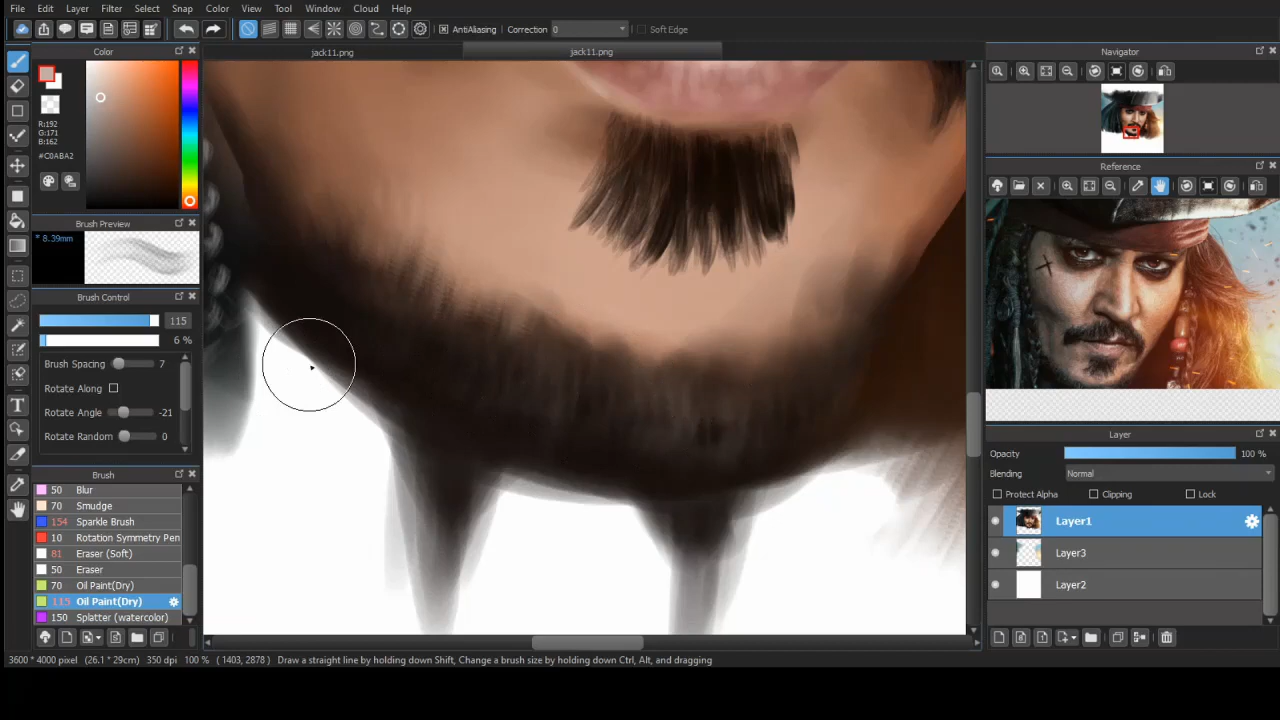 File Edit Layer Filter Select Snap Color View Tool Window Cloud Help
AntiAliasing Correction 0 Soft Edge
Color
jack11.png
jack11.png
Navigator
R:192
G:171
B:162
#C0ABA2
Reference
Brush Preview
* 8.39mm
Brush Control
115
6 %
Brush Spacing 7
Rotate Along
Rotate Angle -21
Rotate Random 0
Brush
50 Blur
70 Smudge
154 Sparkle Brush
10 Rotation Symmetry Pen
81 Eraser (Soft)
50 Eraser
70 Oil Paint(Dry)
115 Oil Paint(Dry)
150 Splatter (watercolor)
Layer
Opacity 100 %
Blending Normal
Protect Alpha Clipping Lock
Layer1
Layer3
Layer2
3600 * 4000 pixel (26.1 * 29cm) 350 dpi 100 % ( 1403, 2878 ) Draw a straight line by holding down Shift, Change a brush size by holding down Ctrl, Alt, and dragging